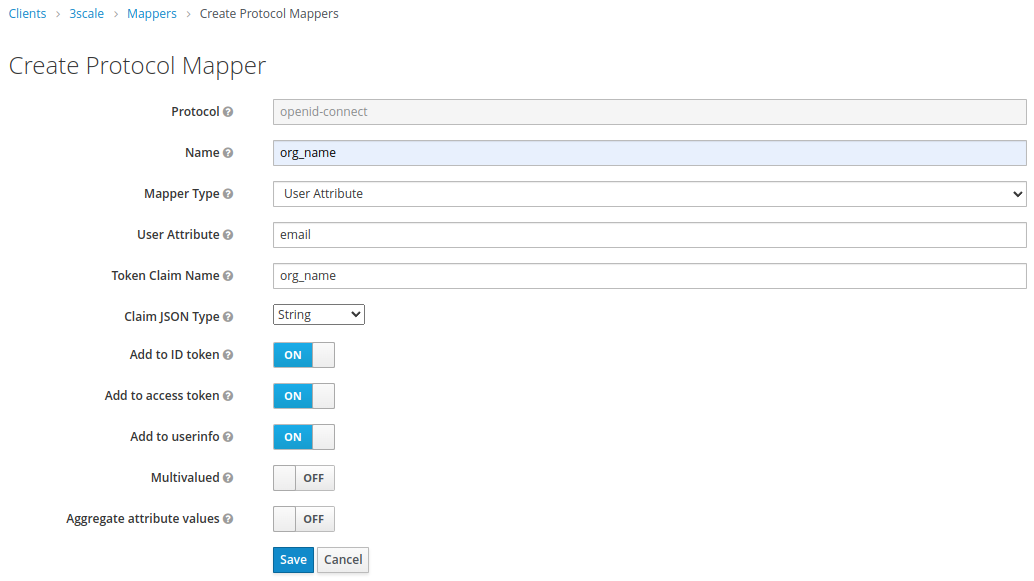 Clients > 3scale > Mappers > Create Protocol Mappers
Create Protocol Mapper
Protocol ? openid-connect
Name ? org_name
Mapper Type ? User Attribute
User Attribute ? email
Token Claim Name ? org_name
Claim JSON Type ? String
Add to ID token ? ON
Add to access token ? ON
Add to userinfo ? ON
Multivalued ? OFF
Aggregate attribute values ? OFF
Save Cancel